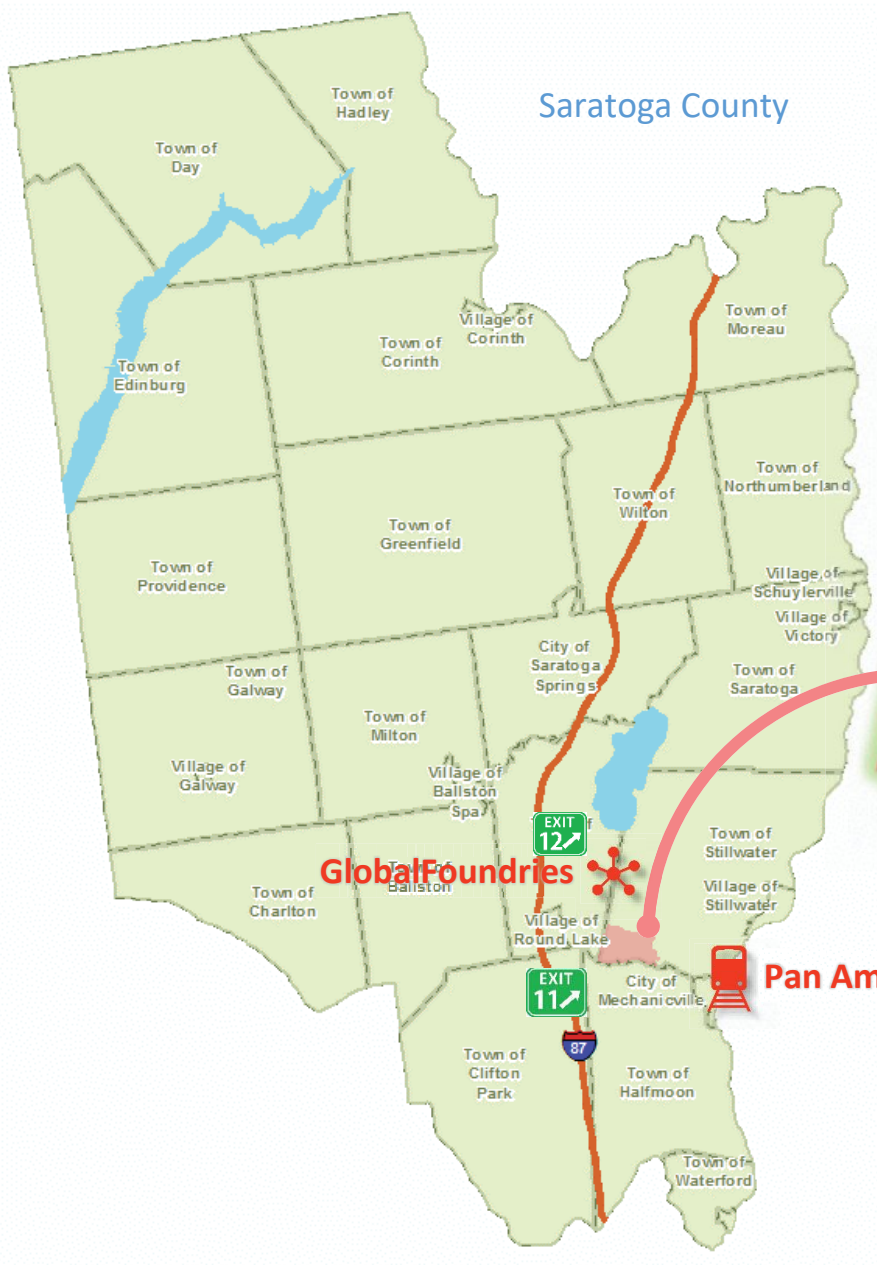 Saratoga County
Town of
Hadley
Town of
Day
Town of
Moreau
Village of
Corinth
Town of
Corinth
Town of
Edinburg
Town of
Northumberland
Town of
Wilton
Town of
Greenfield
Town of
Providence
Village of
Schuylerville
Village of
Victory
City of
Saratoga
Springs
Town of
Saratoga
Town of
Galway
Town of
Milton
Village of
Galway
Village of
Ballston
Spa
EXIT
12
Town of
Stillwater
GlobalFoundries
Town of
Ballston
Village of
Stillwater
Town of
Charlton
Village of
Round Lake
EXIT
11
City of
Mechanicville
Pan Am
87
Town of
Clifton
Park
Town of
Halfmoon
Town of
Waterford